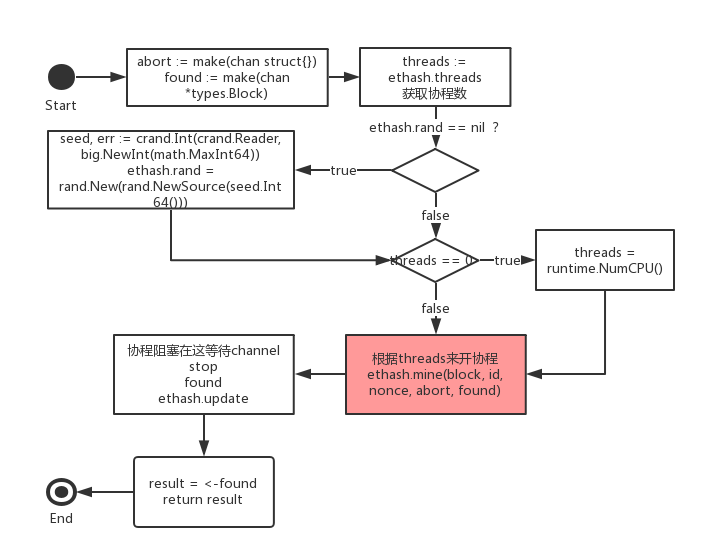 Start
abort := make(chan struct{})
found := make(chan
*types.Block)
threads :=
ethash.threads
获取协程数
ethash.rand == nil ?
seed, err := crand.Int(crand.Reader,
big.NewInt(math.MaxInt64))
ethash.rand =
rand.New(rand.NewSource(seed.Int
64()))
true
false
threads == 0
true
threads =
runtime.NumCPU()
false
协程阻塞在这等待channel
stop
found
ethash.update
根据threads来开协程
ethash.mine(block, id,
nonce, abort, found)
result = <-found
return result
End